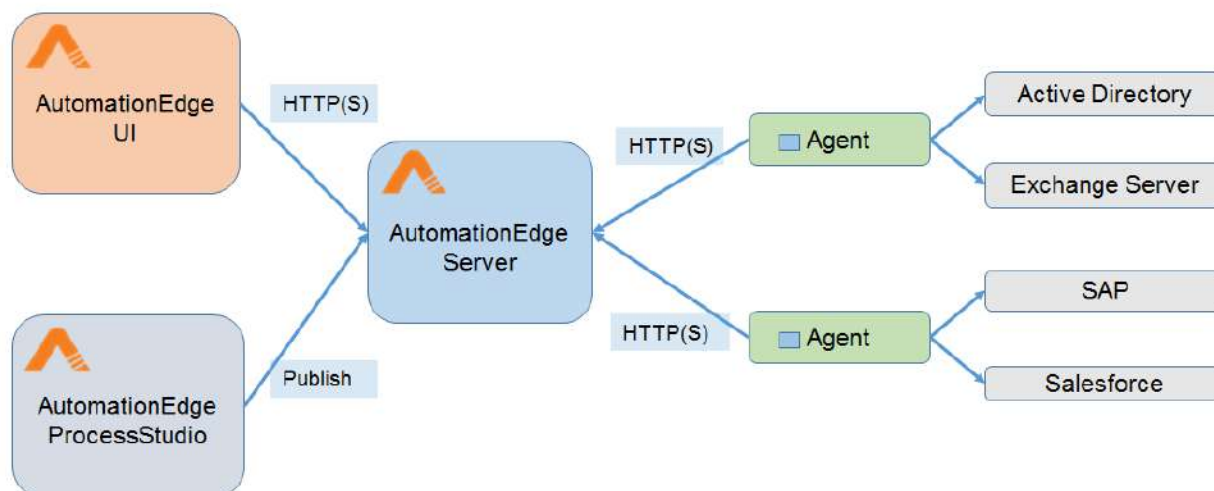 AutomationEdge
UI
HTTP(S)
AutomationEdge
Server
AutomationEdge
ProcessStudio
Publish
HTTP(S)
Agent
Active Directory
Exchange Server
HTTP(S)
Agent
SAP
Salesforce